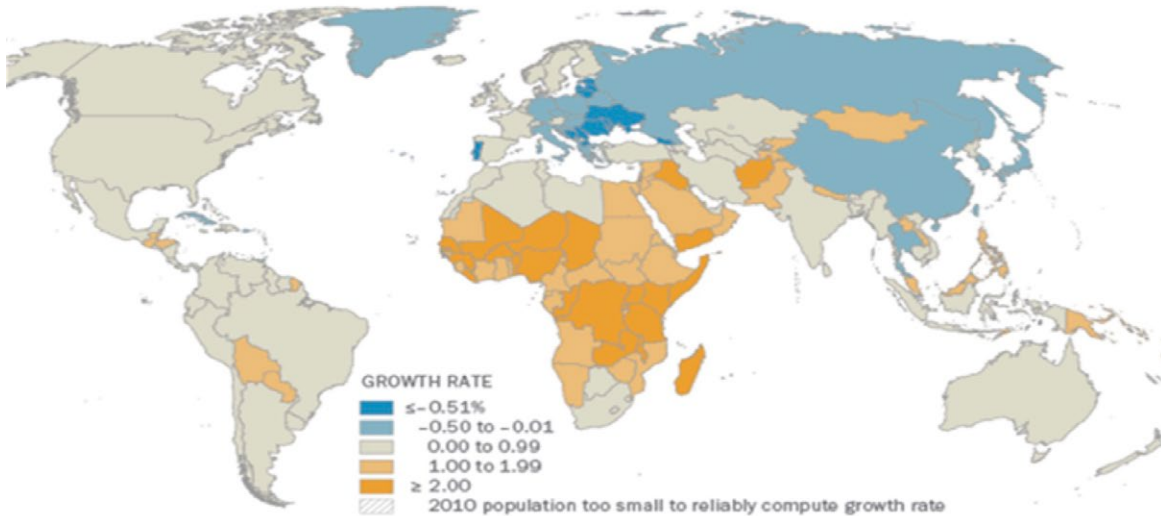 GROWTH RATE
≤−0.51%
−0.50 to −0.01
0.00 to 0.99
1.00 to 1.99
≥ 2.00
2010 population too small to reliably compute growth rate